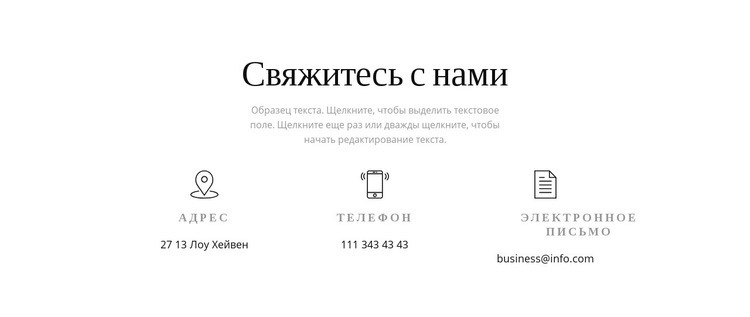 Свяжитесь с нами
Образец текста. Щелкните, чтобы выделить текстовое
поле. Щелкните еще раз или дважды щелкните, чтобы
начать редактирование текста.
АДРЕС
27 13 Лоу Хейвен
ТЕЛЕФОН
111 343 43 43
ЭЛЕКТРОННОЕ
ПИСЬМО
business@info.com